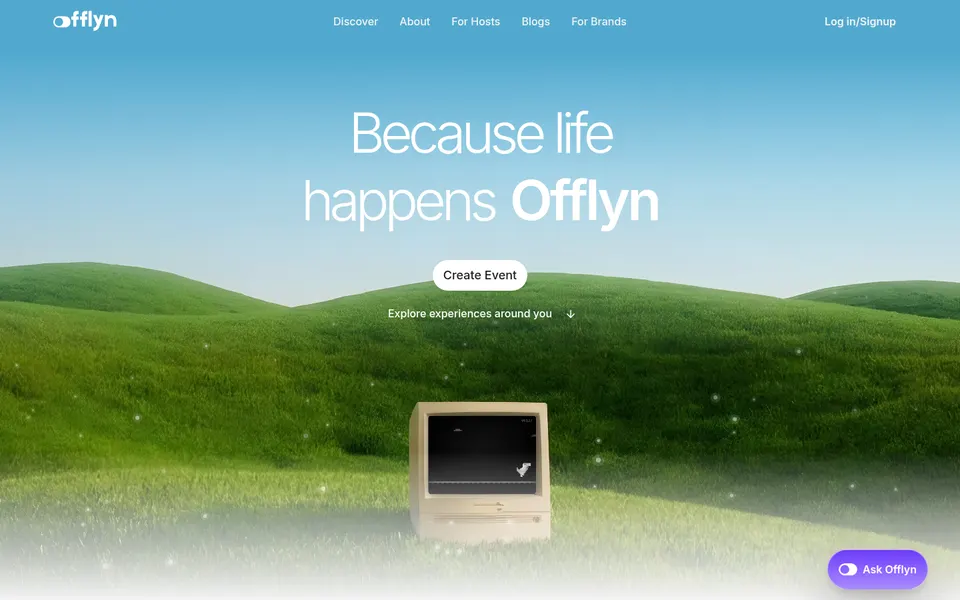 offlyn
Discover
About
For Hosts
Blogs
For Brands
Log in/Signup
Because life
happens Offlyn
Create Event
Explore experiences around you
Ask Offlyn